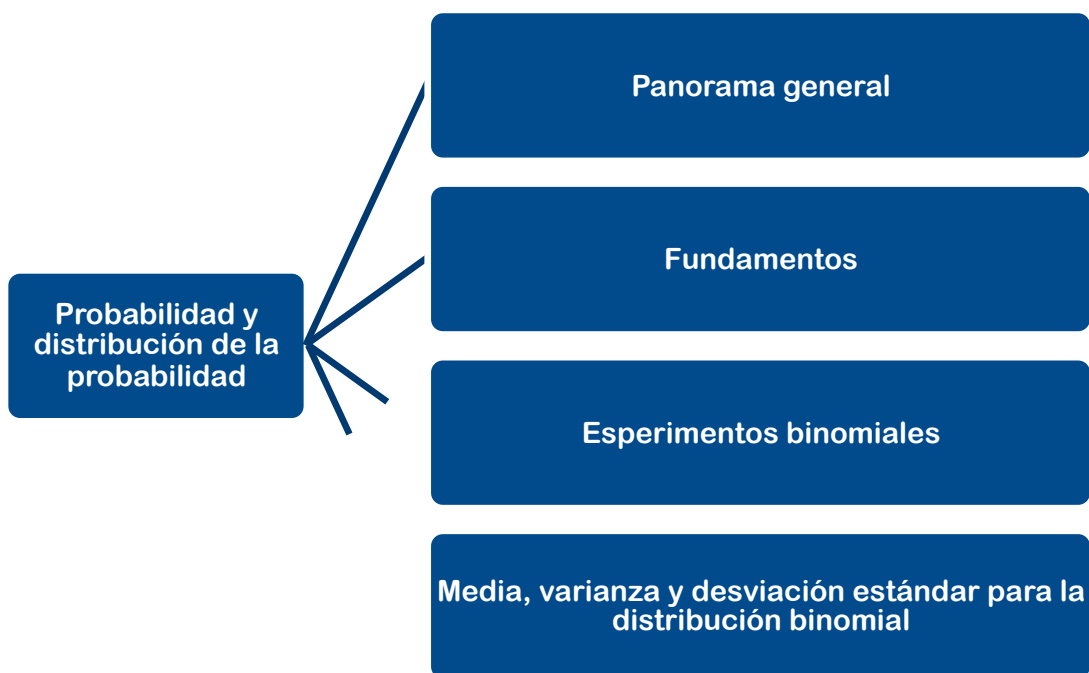 Panorama general
Fundamentos
Probabilidad y
distribución de la
probabilidad
Esperimentos binomiales
Media, varianza y desviación estándar para la
distribución binomial